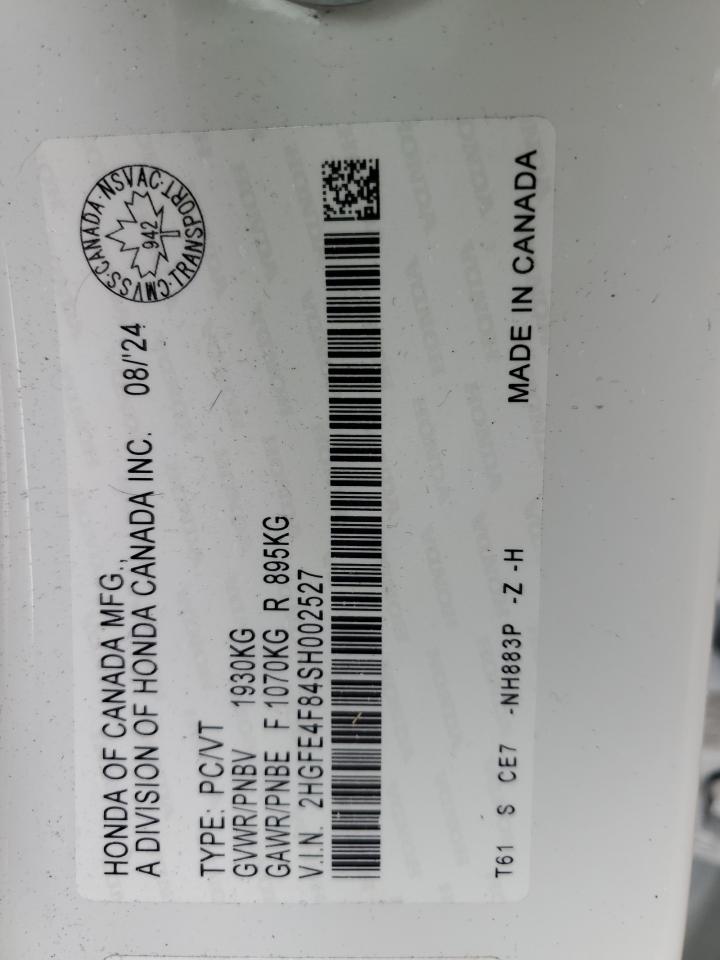 HONDA OF CANADA MFG.,
A DIVISION OF HONDA CANADA INC. 08/'24
CMVSS·CANADA·NSVAC·TRANSPORT·
942
TYPE: PC/VT
GVWR/PNBV 1930KG
GAWR/PNBE F 1070KG R 895KG
V.I.N. 2HGFE4F84SH002527
T61 S CE7 -NH883P -Z -H MADE IN CANADA